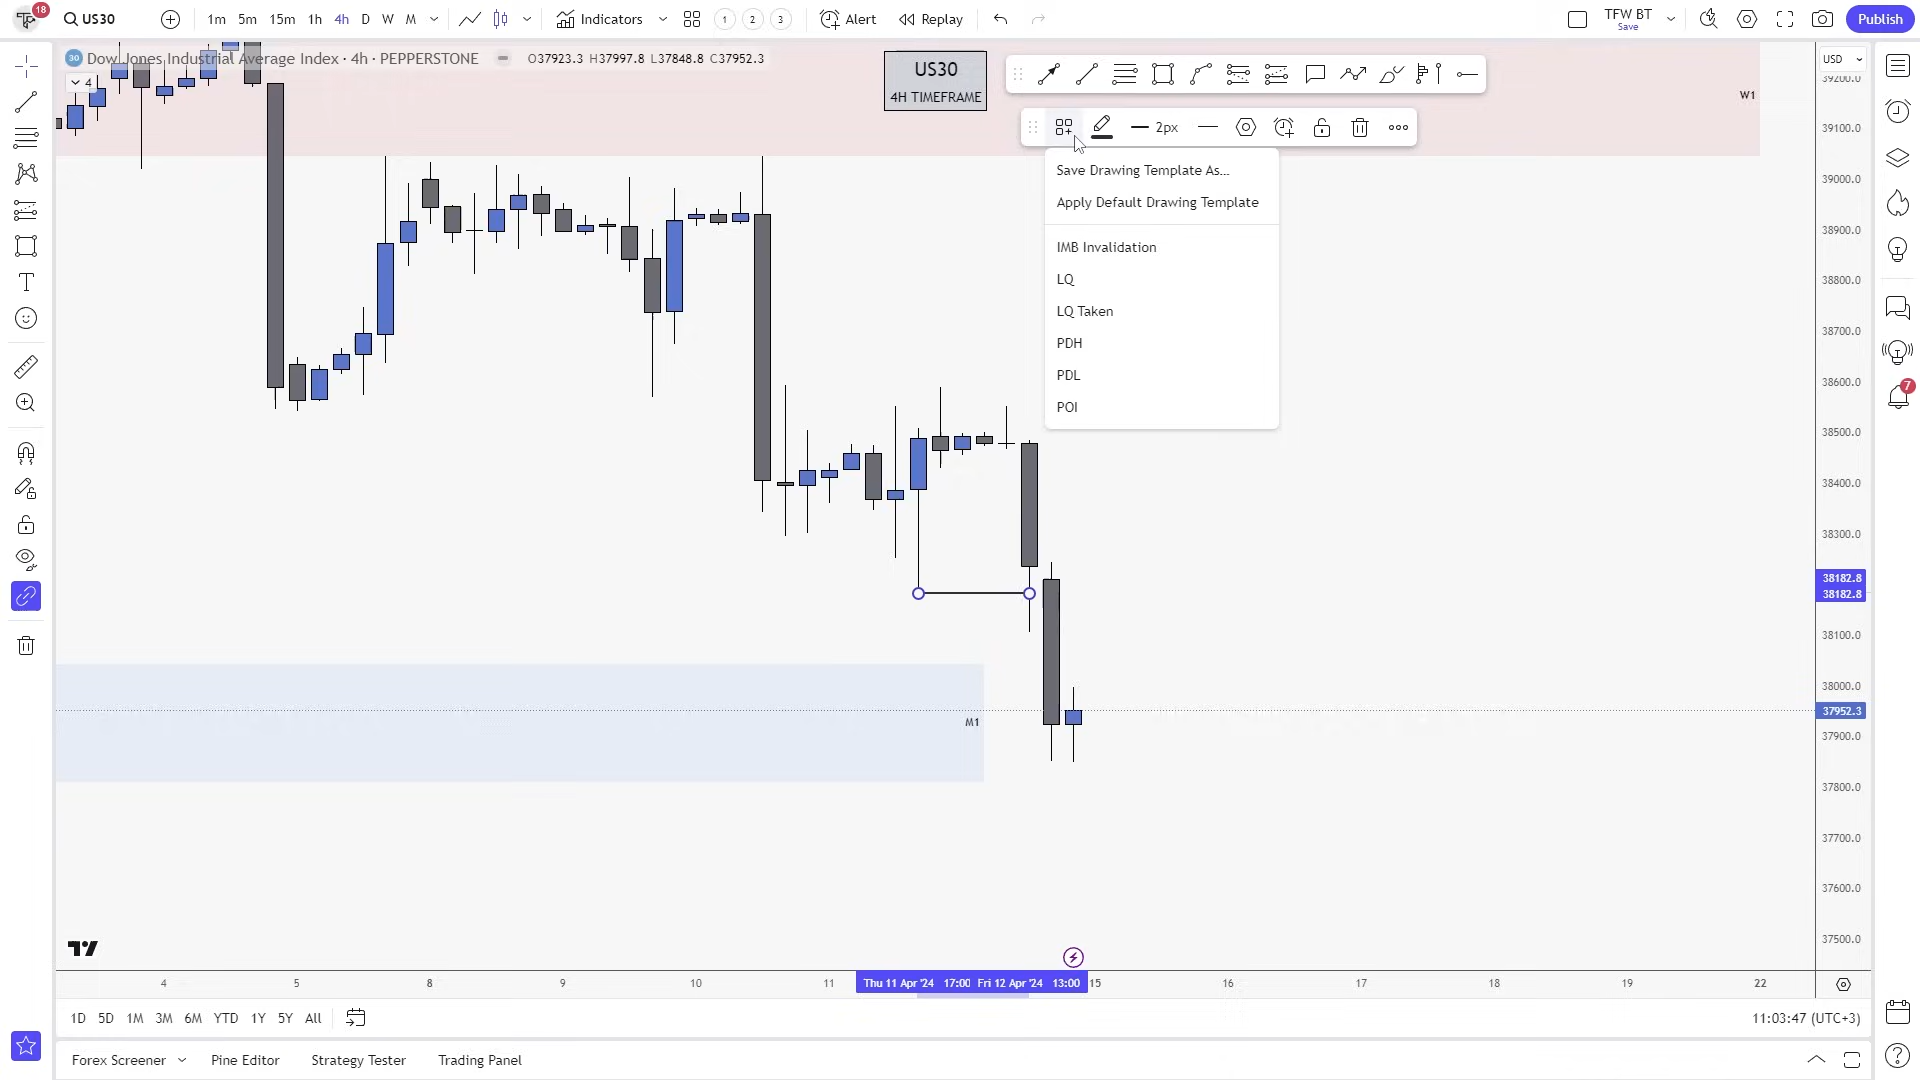 18
US30
1m 5m 15m 1h 4h D W M
Indicators
1 2 3
Alert
Replay
TFW BT
Save
Publish
30 Dow Jones Industrial Average Index · 4h · PEPPERSTONE
O37923.3 H37997.8 L37848.8 C37952.3
4
US30
4H TIMEFRAME
W1
2px
Save Drawing Template As...
Apply Default Drawing Template
IMB Invalidation
LQ
LQ Taken
PDH
PDL
POI
M1
USD
39200.0
39100.0
39000.0
38900.0
38800.0
38700.0
38600.0
38500.0
38400.0
38300.0
38182.8
38182.8
38100.0
38000.0
37952.3
37900.0
37800.0
37700.0
37600.0
37500.0
7
4 5 8 9 10 11 Thu 11 Apr '24 17:00 Fri 12 Apr '24 13:00 15 16 17 18 19 22
1D 5D 1M 3M 6M YTD 1Y 5Y All
11:03:47 (UTC+3)
Forex Screener
Pine Editor
Strategy Tester
Trading Panel